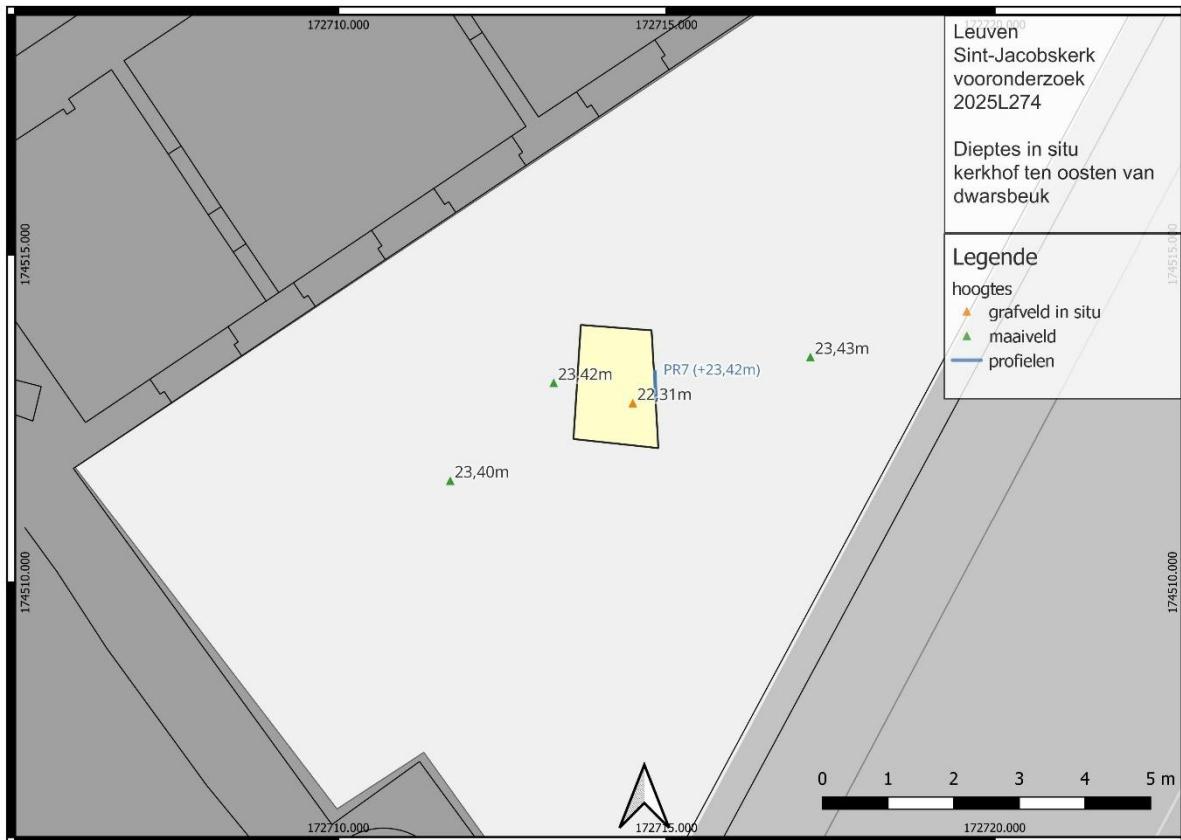 172710.000
172715.000
172720.000
Leuven
Sint-Jacobskerk
vooronderzoek
2025L274
Dieptes in situ
kerkhof ten oosten van
dwarsbeuk
174515.000
174515.000
Legende
hoogtes
grafveld in situ
maaiveld
profielen
23,43m
PR7 (+23,42m)
23,42m
22,31m
23,40m
174510.000
174510.000
0 1 2 3 4 5 m
172710.000
172715.000
172720.000